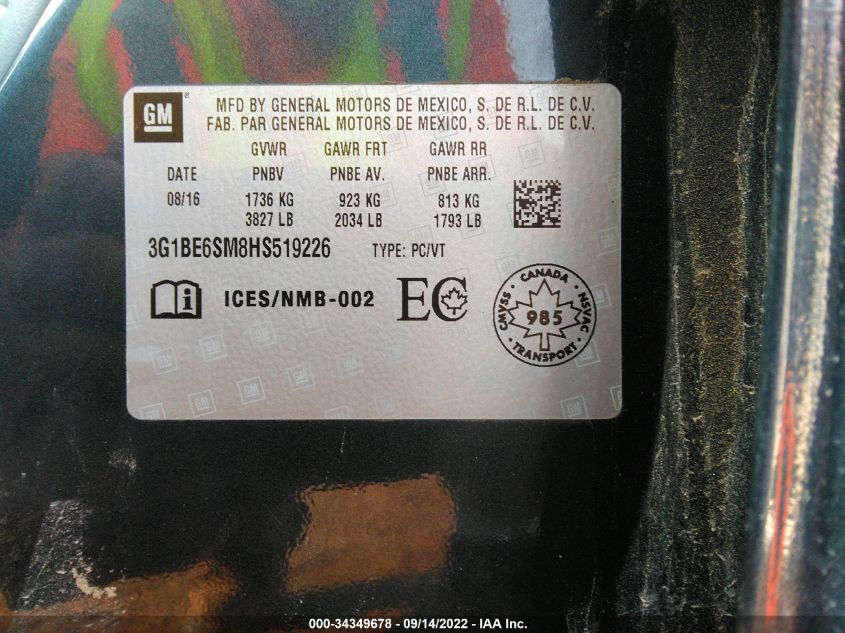 GM ®
MFD BY GENERAL MOTORS DE MEXICO, S. DE R.L. DE C.V.
FAB. PAR GENERAL MOTORS DE MEXICO, S. DE R.L. DE C.V.
GVWR GAWR FRT GAWR RR
DATE PNBV PNBE AV. PNBE ARR.
08/16 1736 KG 923 KG 813 KG
3827 LB 2034 LB 1793 LB
3G1BE6SM8HS519226 TYPE: PC/VT
i ICES/NMB-002 EC
CANADA
CMVSS 985 NSVAC
TRANSPORT
000-34349678 - 09/14/2022 - IAA Inc.